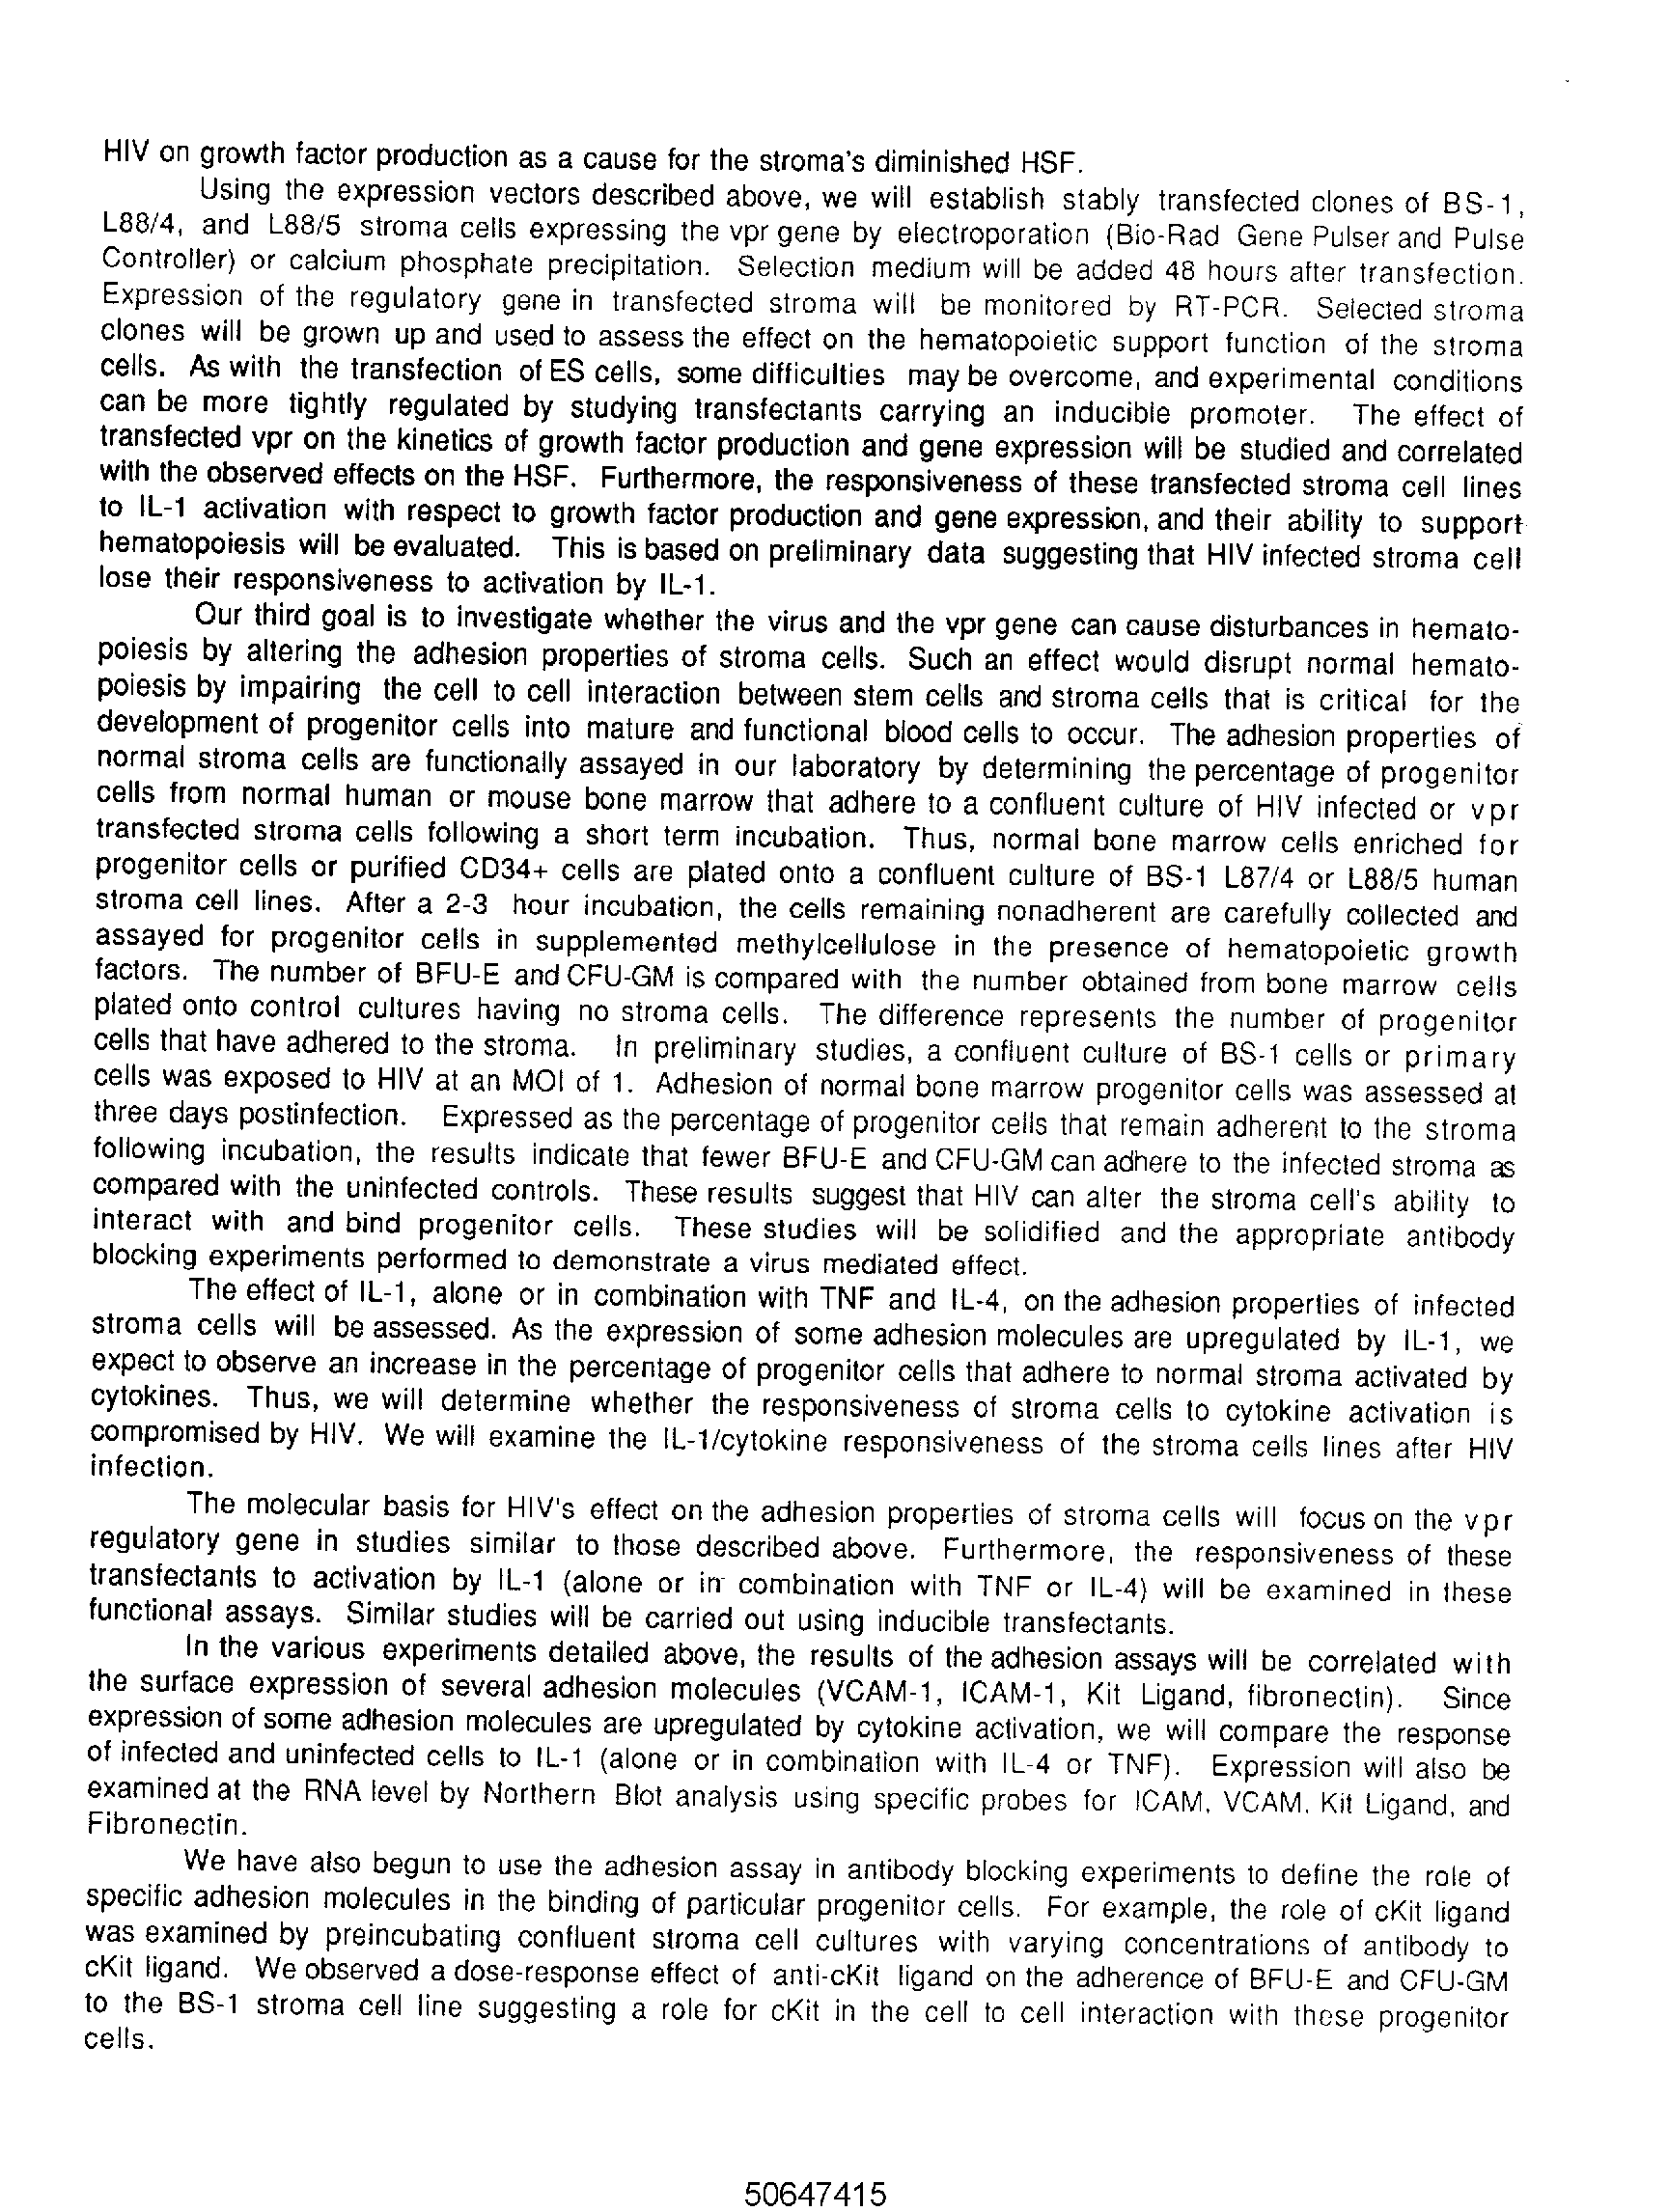 HIV on growth factor production as a cause for the stroma's diminished HSF.
Using the expression vectors described above, we will establish stably transfected clones of BS-1,
L88/4, and L88/5 stroma cells expressing the vpr gene by electroporation (Bio-Rad Gene Pulser and Pulse
Controller) or calcium phosphate precipitation. Selection medium will be added 48 hours after transfection.
Expression of the regulatory gene in transfected stroma will be monitored by RT-PCR. Selected stroma
clones will be grown up and used to assess the effect on the hematopoietic support function of the stroma
cells. As with the transfection of ES cells, some difficulties may be overcome, and experimental conditions
can be more tightly regulated by studying transfectants carrying an inducible promoter. The effect of
transfected vpr on the kinetics of growth factor production and gene expression will be studied and correlated
with the observed effects on the HSF. Furthermore, the responsiveness of these transfected stroma cell lines
to IL-1 activation with respect to growth factor production and gene expression, and their ability to support
hematopoiesis will be evaluated. This is based on preliminary data suggesting that HIV infected stroma cell
lose their responsiveness to activation by IL-1.
Our third goal is to investigate whether the virus and the vpr gene can cause disturbances in hemato-
poiesis by altering the adhesion properties of stroma cells. Such an effect would disrupt normal hemato-
poiesis by impairing the cell to cell interaction between stem cells and stroma cells that is critical for the
development of progenitor cells into mature and functional blood cells to occur. The adhesion properties of
normal stroma cells are functionally assayed in our laboratory by determining the percentage of progenitor
cells from normal human or mouse bone marrow that adhere to a confluent culture of HIV infected or vpr
transfected stroma cells following a short term incubation. Thus, normal bone marrow cells enriched for
progenitor cells or purified CD34+ cells are plated onto a confluent culture of BS-1 L87/4 or L88/5 human
stroma cell lines. After a 2-3 hour incubation, the cells remaining nonadherent are carefully collected and
assayed for progenitor cells in supplemented methylcellulose in the presence of hematopoietic growth
factors. The number of BFU-E and CFU-GM is compared with the number obtained from bone marrow cells
plated onto control cultures having no stroma cells. The difference represents the number of progenitor
cells that have adhered to the stroma. In preliminary studies, a confluent culture of BS-1 cells or primary
cells was exposed to HIV at an MOI of 1. Adhesion of normal bone marrow progenitor cells was assessed at
three days postinfection. Expressed as the percentage of progenitor cells that remain adherent to the stroma
following incubation, the results indicate that fewer BFU-E and CFU-GM can adhere to the infected stroma as
compared with the uninfected controls. These results suggest that HIV can alter the stroma cell's ability to
interact with and bind progenitor cells. These studies will be solidified and the appropriate antibody
blocking experiments performed to demonstrate a virus mediated effect.
The effect of IL-1, alone or in combination with TNF and IL-4, on the adhesion properties of infected
stroma cells will be assessed. As the expression of some adhesion molecules are upregulated by IL-1, we
expect to observe an increase in the percentage of progenitor cells that adhere to normal stroma activated by
cytokines. Thus, we will determine whether the responsiveness of stroma cells to cytokine activation is
compromised by HIV. We will examine the IL-1/cytokine responsiveness of the stroma cells lines after HIV
infection.
The molecular basis for HIV's effect on the adhesion properties of stroma cells will focus on the vpr
regulatory gene in studies similar to those described above. Furthermore, the responsiveness of these
transfectants to activation by IL-1 (alone or in combination with TNF or IL-4) will be examined in these
functional assays. Similar studies will be carried out using inducible transfectants.
In the various experiments detailed above, the results of the adhesion assays will be correlated with
the surface expression of several adhesion molecules (VCAM-1, ICAM-1, Kit Ligand, fibronectin). Since
expression of some adhesion molecules are upregulated by cytokine activation, we will compare the response
of infected and uninfected cells to IL-1 (alone or in combination with IL-4 or TNF). Expression will also be
examined at the RNA level by Northern Blot analysis using specific probes for ICAM, VCAM, Kit Ligand, and
Fibronectin.
We have also begun to use the adhesion assay in antibody blocking experiments to define the role of
specific adhesion molecules in the binding of particular progenitor cells. For example, the role of cKit ligand
was examined by preincubating confluent stroma cell cultures with varying concentrations of antibody to
cKit ligand. We observed a dose-response effect of anti-cKit ligand on the adherence of BFU-E and CFU-GM
to the BS-1 stroma cell line suggesting a role for cKit in the cell to cell interaction with those progenitor
cells.
50647415